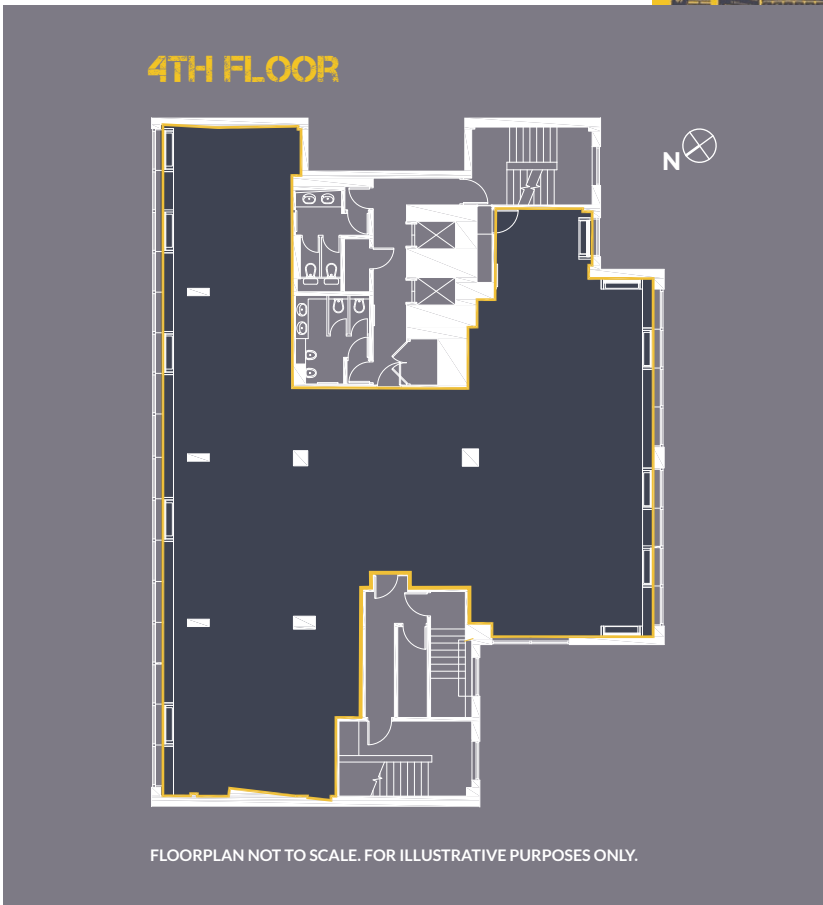 4TH FLOOR
N
FLOORPLAN NOT TO SCALE. FOR ILLUSTRATIVE PURPOSES ONLY.